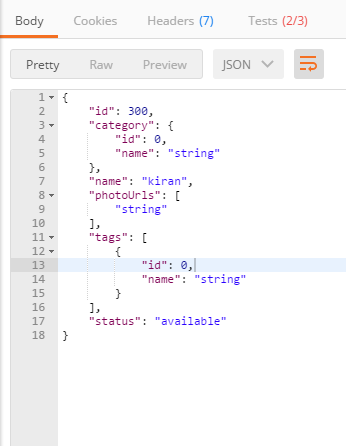 Body Cookies Headers (7) Tests (2/3)
Pretty Raw Preview JSON
1 {
2 "id": 300,
3 "category": {
4 "id": 0,
5 "name": "string"
6 },
7 "name": "kiran",
8 "photoUrls": [
9 "string"
10 ],
11 "tags": [
12 {
13 "id": 0,
14 "name": "string"
15 }
16 ],
17 "status": "available"
18 }